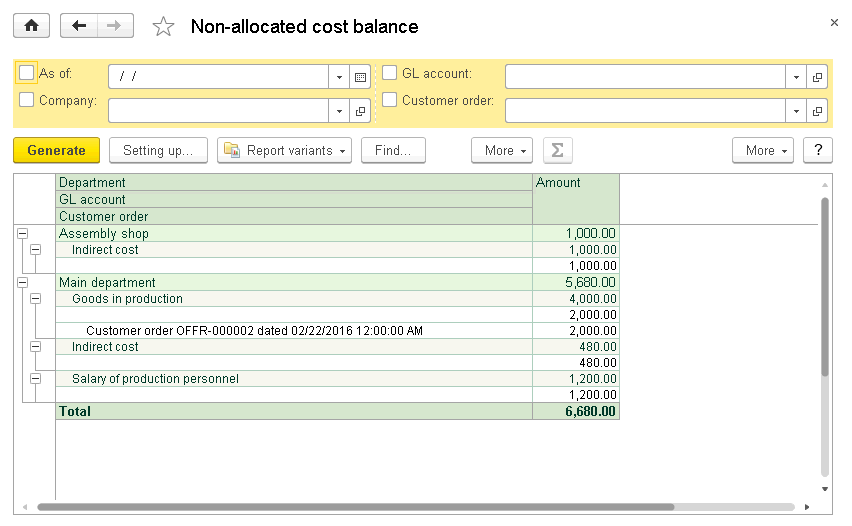 Non-allocated cost balance
As of: / / GL account:
Company: Customer order:
Generate Setting up... Report variants Find... More Σ More ?
Department Amount
GL account
Customer order
Assembly shop 1,000.00
Indirect cost 1,000.00
1,000.00
Main department 5,680.00
Goods in production 4,000.00
2,000.00
Customer order OFFR-000002 dated 02/22/2016 12:00:00 AM 2,000.00
Indirect cost 480.00
480.00
Salary of production personnel 1,200.00
1,200.00
Total 6,680.00